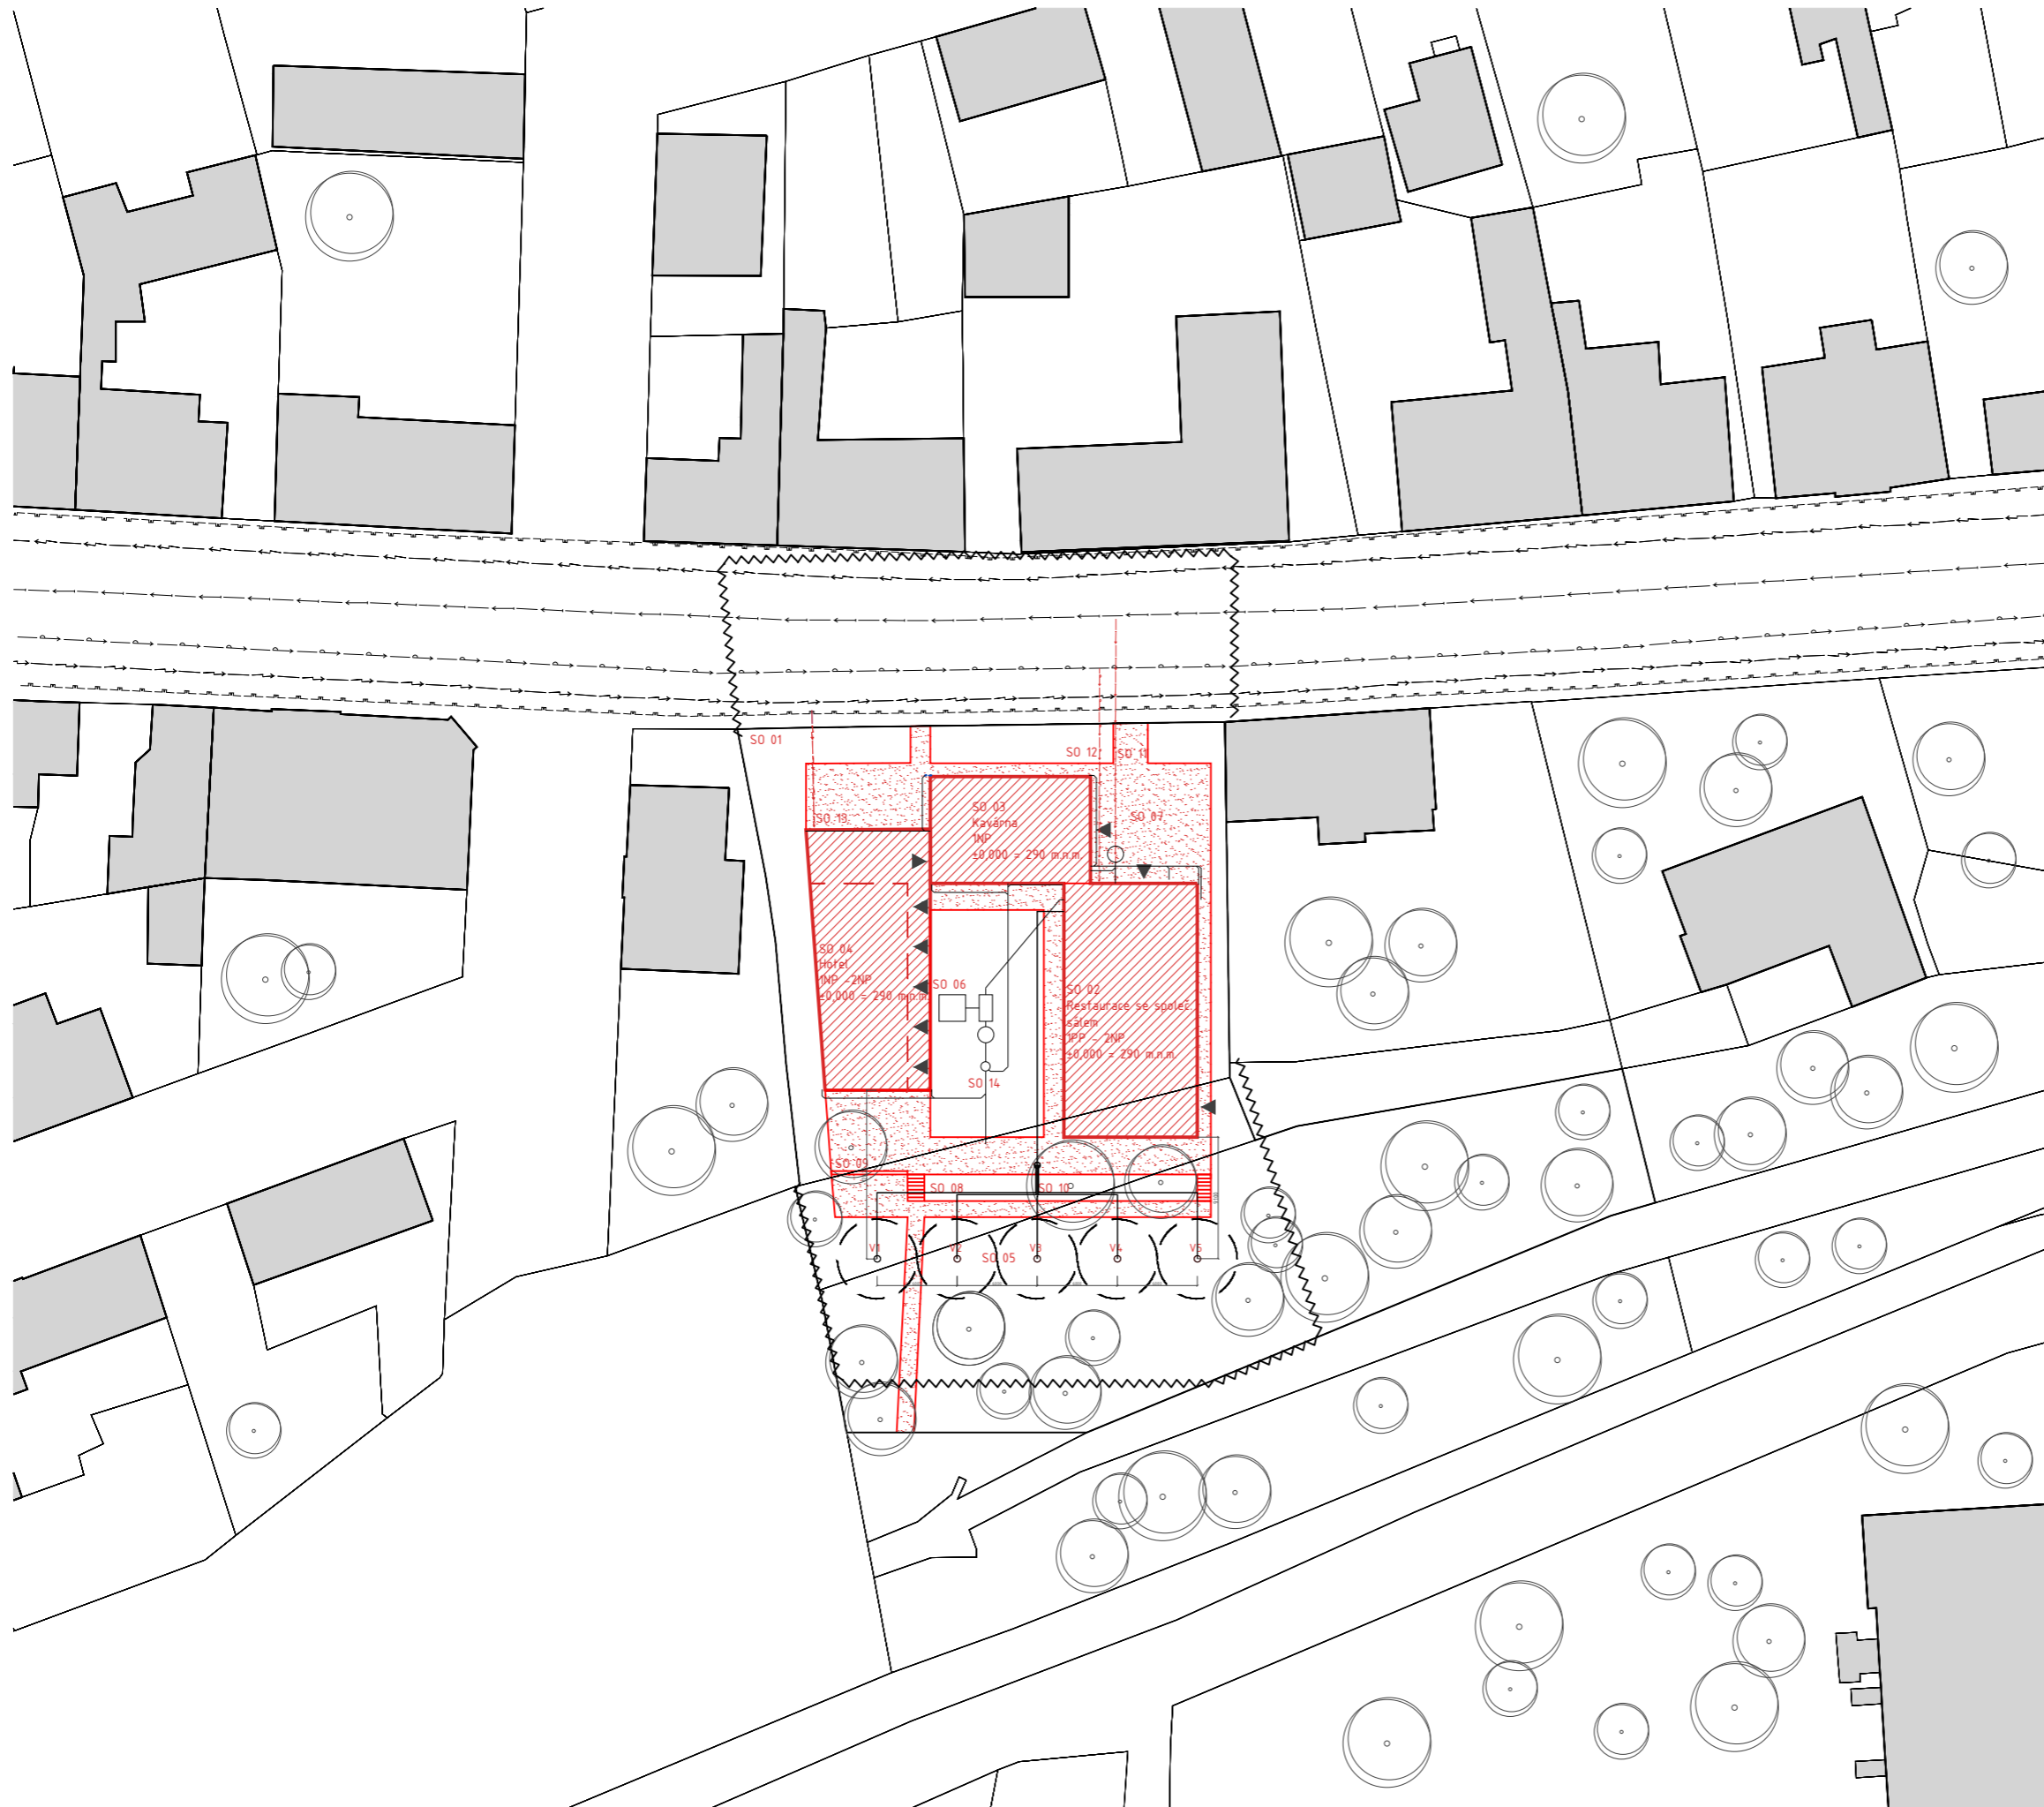 SO 01
SO 12
SO 11
SO 03
Kavárna
1NP
±0,000 = 290 m.n.m.
SO 07
SO 13
SO 04
Hotel
1NP -2NP
±0,000 = 290 m.n.m.
SO 06
SO 02
Restaurace se společ.
sálem
1PP - 2NP
±0,000 = 290 m.n.m.
SO 14
SO 09
SO 08
SO 10
V1
V2
V3
V4
V5
SO 05